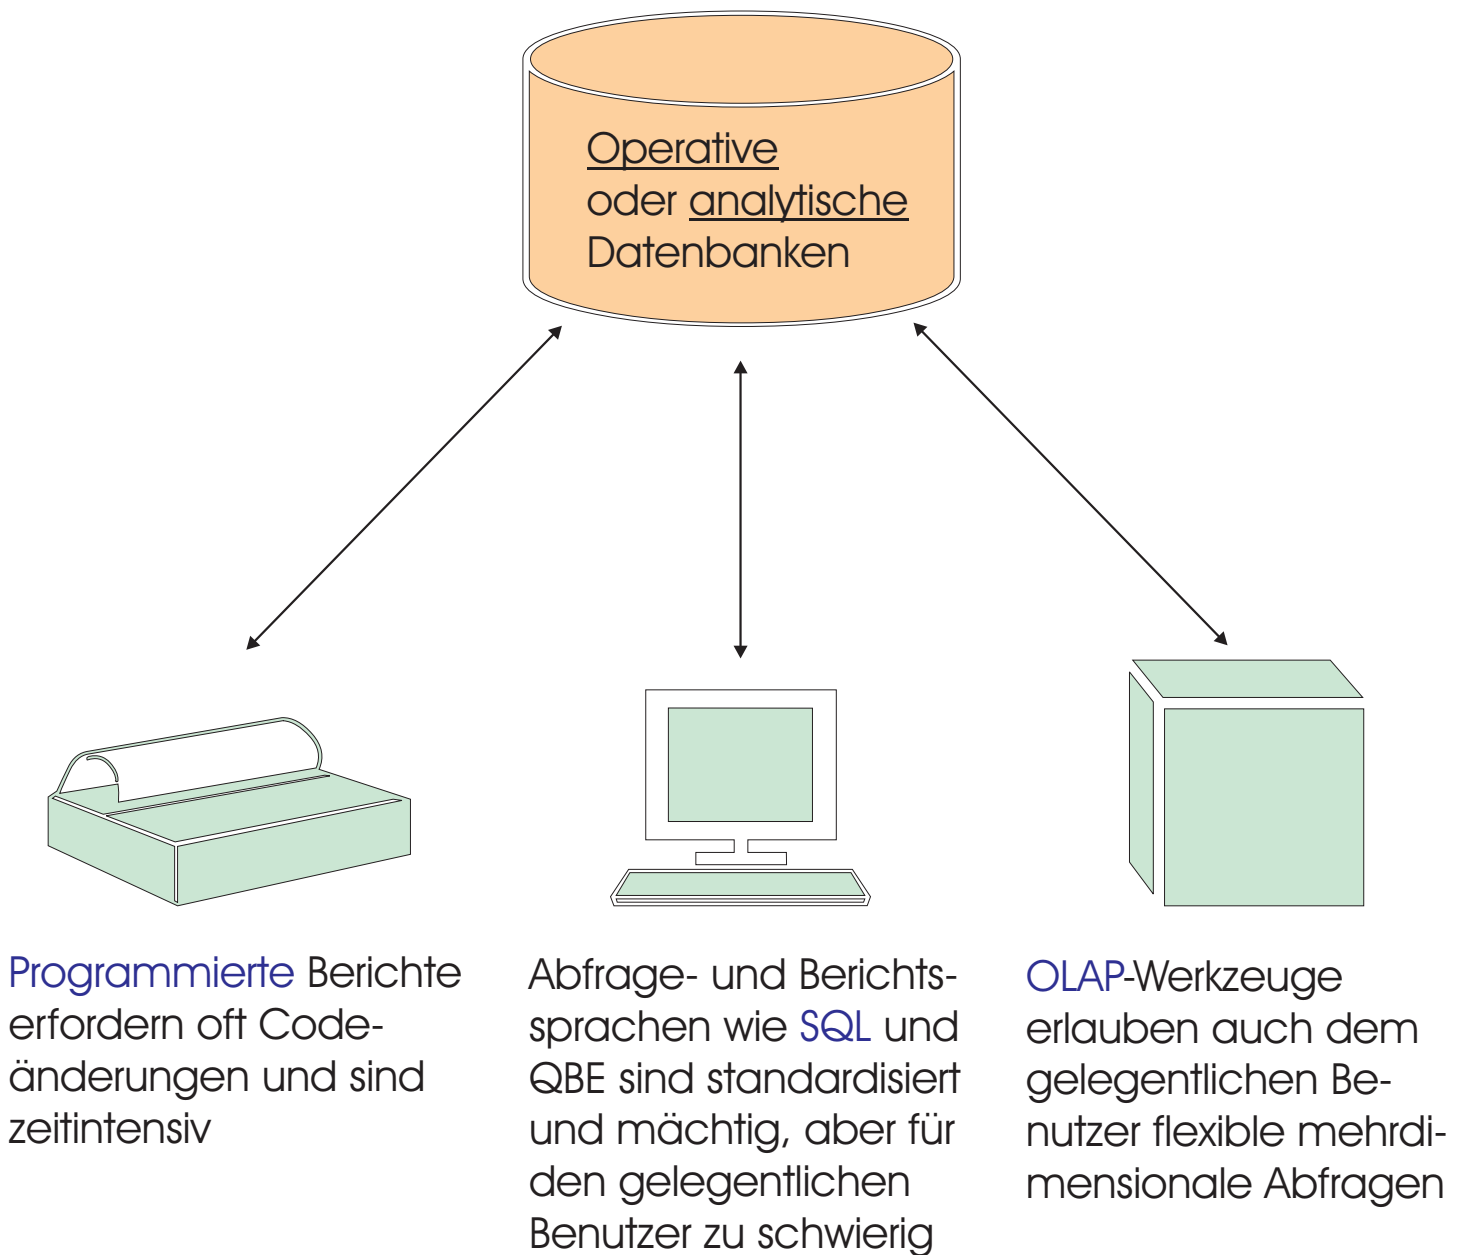 Operative
oder analytische
Datenbanken
Programmierte Berichte
erfordern oft Code-
änderungen und sind
zeitintensiv
Abfrage- und Berichts-
sprachen wie SQL und
QBE sind standardisiert
und mächtig, aber für
den gelegentlichen
Benutzer zu schwierig
OLAP-Werkzeuge
erlauben auch dem
gelegentlichen Be-
nutzer flexible mehrdi-
mensionale Abfragen